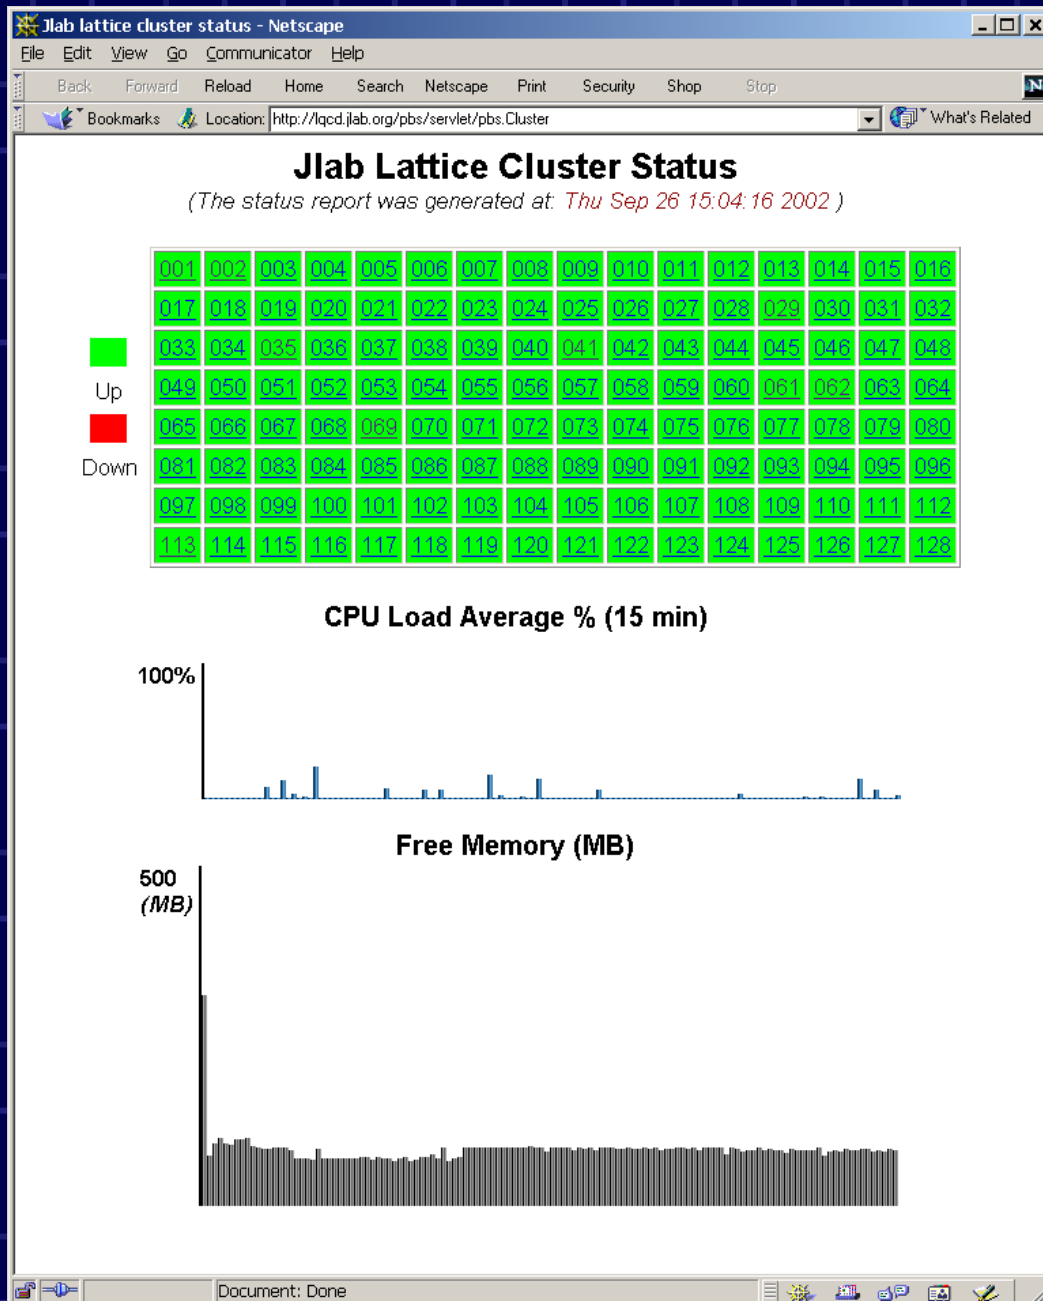 Jlab lattice cluster status - Netscape
File Edit View Go Communicator Help
Back Forward Reload Home Search Netscape Print Security Shop Stop N
Bookmarks Location: http://lqcd.jlab.org/pbs/servlet/pbs.Cluster What's Related
Jlab Lattice Cluster Status
(The status report was generated at: Thu Sep 26 15:04:16 2002 )
001 002 003 004 005 006 007 008 009 010 011 012 013 014 015 016
017 018 019 020 021 022 023 024 025 026 027 028 029 030 031 032
033 034 035 036 037 038 039 040 041 042 043 044 045 046 047 048
Up
049 050 051 052 053 054 055 056 057 058 059 060 061 062 063 064
065 066 067 068 069 070 071 072 073 074 075 076 077 078 079 080
Down
081 082 083 084 085 086 087 088 089 090 091 092 093 094 095 096
097 098 099 100 101 102 103 104 105 106 107 108 109 110 111 112
113 114 115 116 117 118 119 120 121 122 123 124 125 126 127 128
CPU Load Average % (15 min)
100%
Free Memory (MB)
500
(MB)
Document: Done